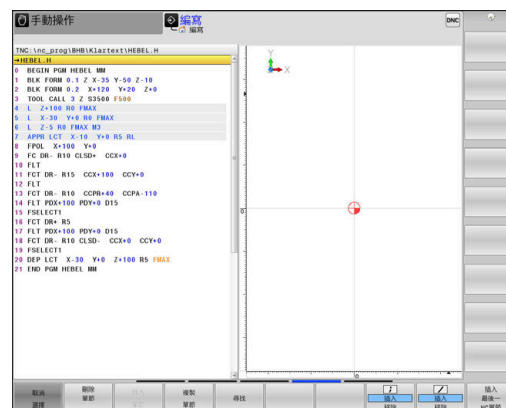 手動操作
編寫
編寫
DNC
TNC:\nc_prog\BHB\Klartext\HEBEL.H
→HEBEL.H
0 BEGIN PGM HEBEL MM
1 BLK FORM 0.1 Z X-35 Y-50 Z-10
2 BLK FORM 0.2 X+120 Y+20 Z+0
3 TOOL CALL 3 Z S3500 F500
4 L Z+100 R0 FMAX
5 L X-30 Y+0 R0 FMAX
6 L Z-5 R0 FMAX M3
7 APPR LCT X-10 Y+0 R5 RL
8 FPOL X+100 Y+0
9 FC DR- R10 CLSD+ CCX+0
10 FLT
11 FCT DR- R15 CCX+100 CCY+0
12 FLT
13 FCT DR- R10 CCPR+40 CCPA-110
14 FLT PDX+100 PDY+0 D15
15 FSELECT1
16 FCT DR+ R5
17 FLT PDX+100 PDY+0 D15
18 FCT DR- R10 CLSD- CCX+0 CCY+0
19 FSELECT1
20 DEP LCT X-30 Y+0 Z+100 R5 FMAX
21 END PGM HEBEL MM
Y
X
0
0
取消
選擇
刪除
單節
複製
單節
尋找
插入
插入
插入
最後一
NC單節